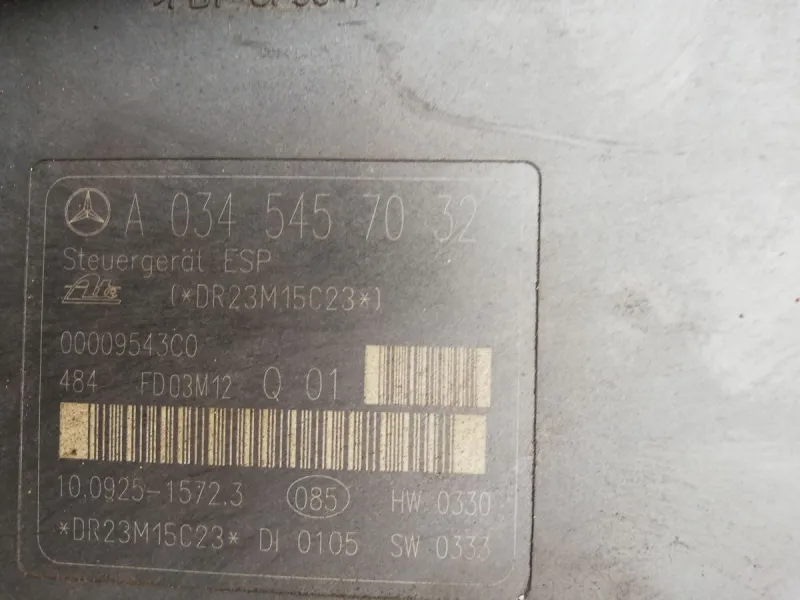 A 034 545 70 32
Steuergerät ESP
Ate (*DR23M15C23*)
00009543C0
484 FD03M12 Q 01
10.0925-1572.3 085 HW 0330
*DR23M15C23* DI 0105 SW 0333